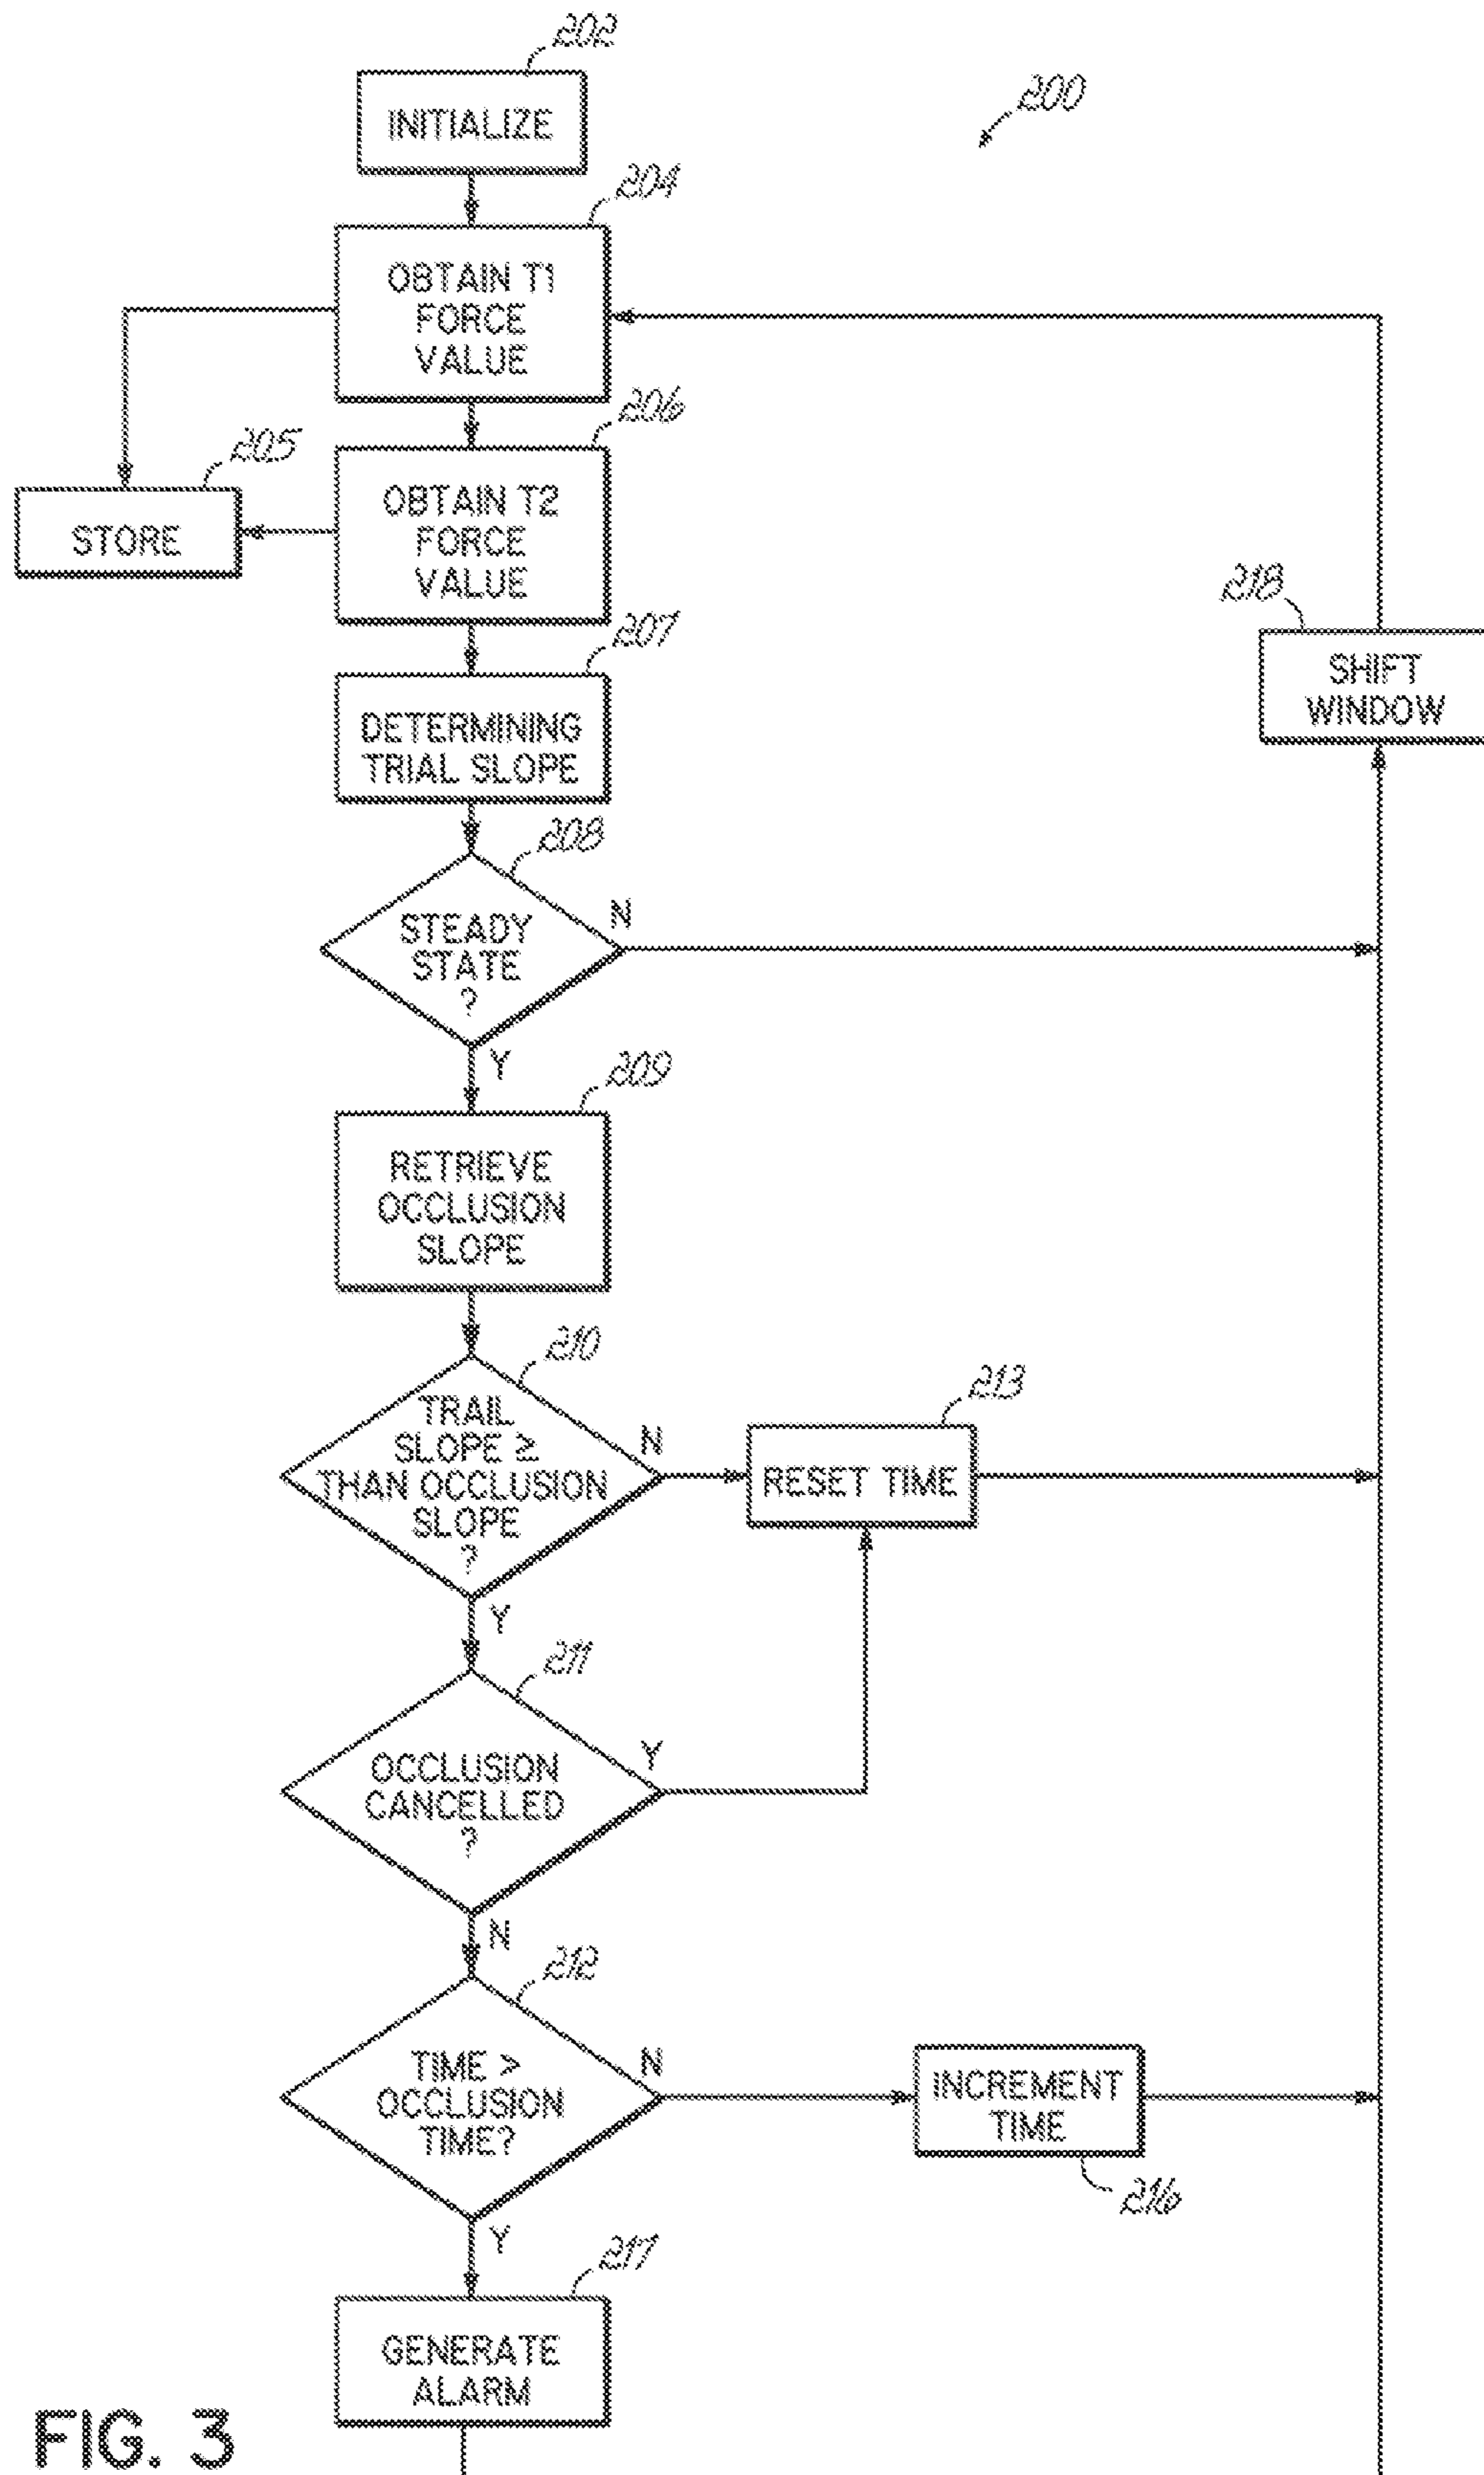 202
INITIALIZE
200
204
OBTAIN T1
FORCE
VALUE
206
205
OBTAIN T2
FORCE
VALUE
STORE
218
SHIFT
WINDOW
207
DETERMINING
TRIAL SLOPE
208
STEADY
STATE
?
N
Y
209
RETRIEVE
OCCLUSION
SLOPE
210
TRAIL
SLOPE ≥
THAN OCCLUSION
SLOPE
?
N
213
RESET TIME
Y
211
OCCLUSION
CANCELLED
?
Y
N
212
TIME >
OCCLUSION
TIME?
N
INCREMENT
TIME
216
Y
217
GENERATE
ALARM
FIG. 3